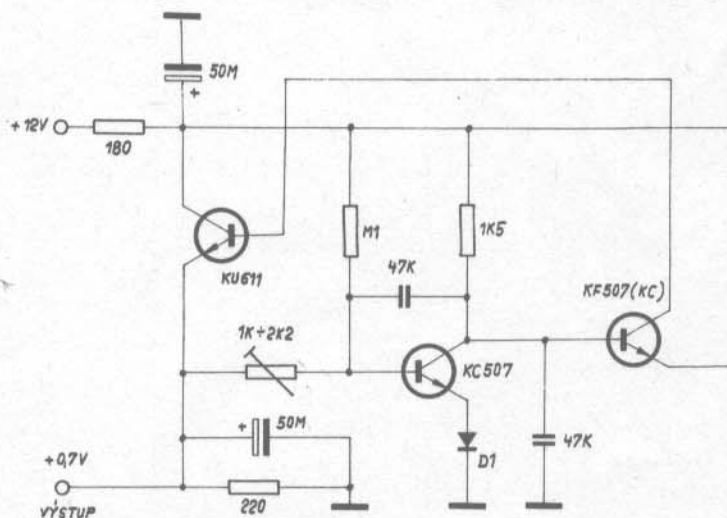 50M
+
+ 12V
180
M1
1K5
KU611
47K
KF507(KC)
1K÷2K2
KC507
+ 50M
47K
D1
+0,7V
220
VÝSTUP